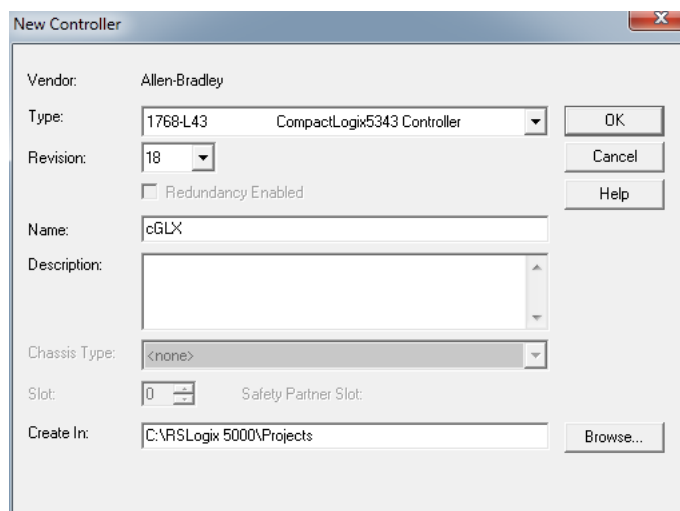 New Controller
Vendor: Allen-Bradley
Type: 1768-L43 CompactLogix5343 Controller OK
Revision: 18 Cancel
Redundancy Enabled Help
Name: cGLX
Description:
Chassis Type: <none>
Slot: 0 Safety Partner Slot:
Create In: C:\RSLogix 5000\Projects Browse...